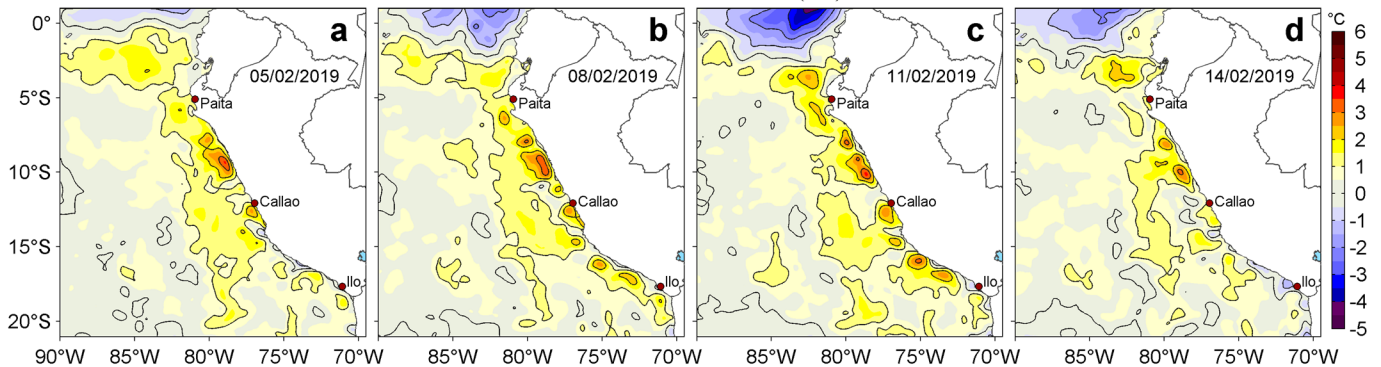 a b c d
°C
05/02/2019 08/02/2019 11/02/2019 14/02/2019
Paita Paita Paita Paita
Callao Callao Callao Callao
Ilo Ilo Ilo Ilo
0°
5°S
10°S
15°S
20°S
90°W 85°W 80°W 75°W 70°W 85°W 80°W 75°W 70°W 85°W 80°W 75°W 70°W 85°W 80°W 75°W 70°W
6
5
4
3
2
1
0
-1
-2
-3
-4
-5